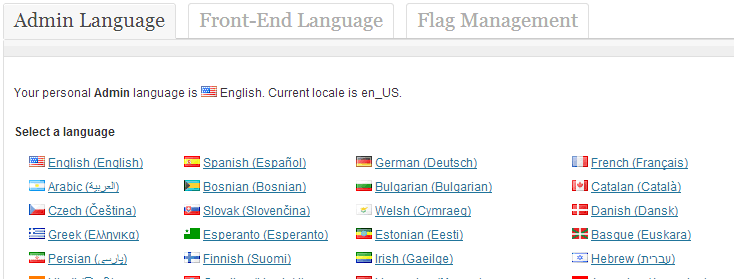 Admin Language Front-End Language Flag Management
Your personal Admin language is English. Current locale is en_US.
Select a language
English (English) Spanish (Español) German (Deutsch) French (Français)
Arabic (العربية) Bosnian (Bosnian) Bulgarian (Bulgarian) Catalan (Català)
Czech (Čeština) Slovak (Slovenčina) Welsh (Cymraeg) Danish (Dansk)
Greek (Ελληνικα) Esperanto (Esperanto) Estonian (Eesti) Basque (Euskara)
Persian (پارسی) Finnish (Suomi) Irish (Gaeilge) Hebrew (עברית)